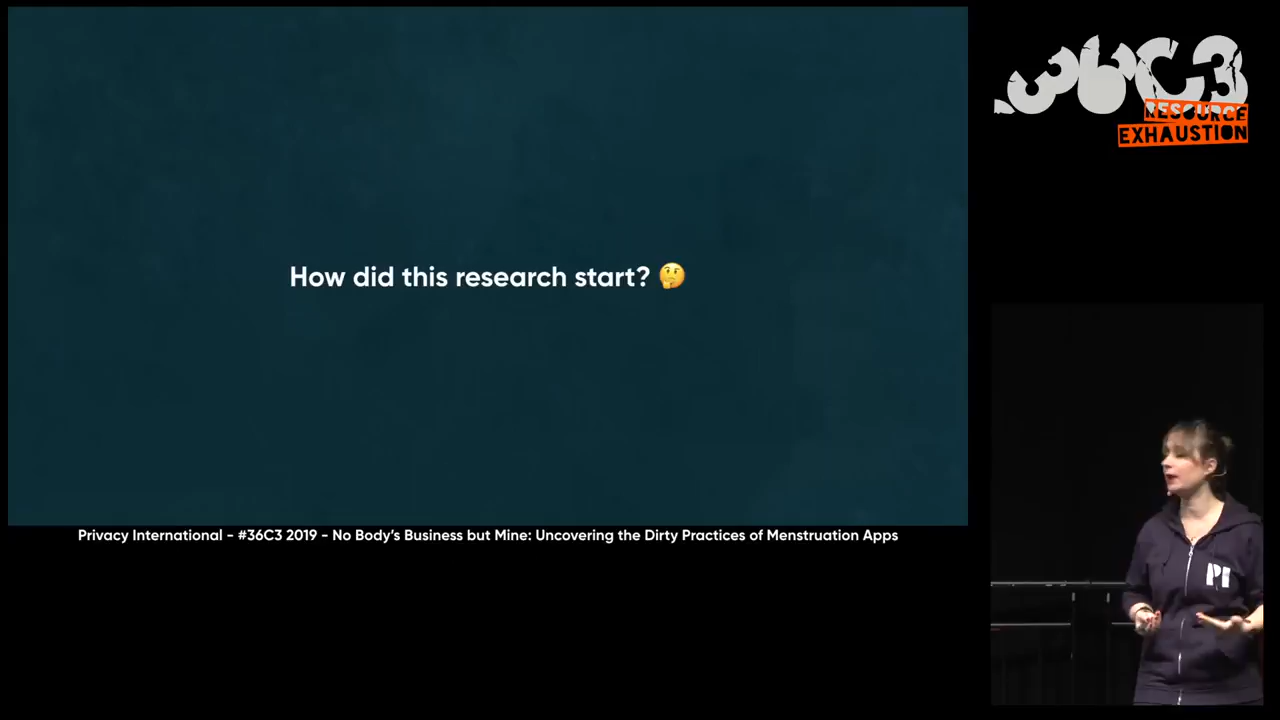 36C3
RESOURCE
EXHAUSTION
How did this research start? 🤔
Privacy International - #36C3 2019 - No Body's Business but Mine: Uncovering the Dirty Practices of Menstruation Apps
PI